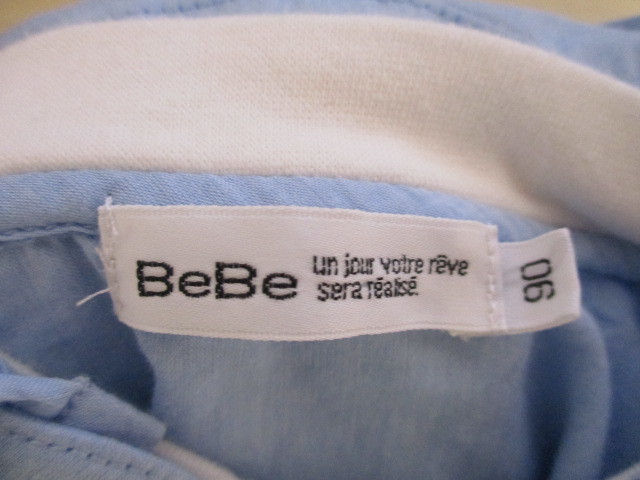 BeBe
un jour votre rêve
sera réalisé.
90